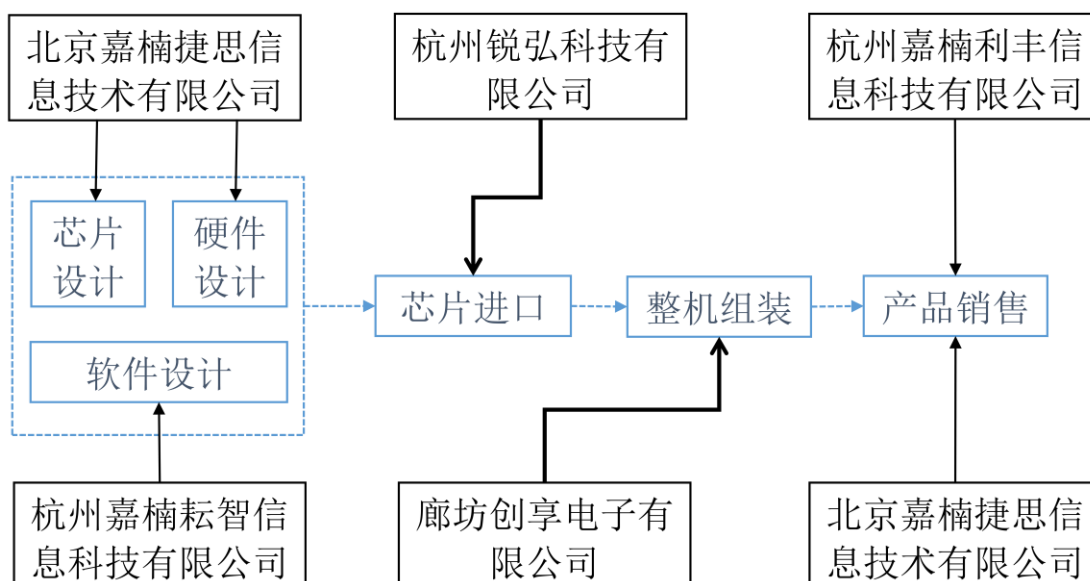 北京嘉楠捷思信
息技术有限公司
杭州锐弘科技有
限公司
杭州嘉楠利丰信
息科技有限公司
芯片
设计
硬件
设计
软件设计
芯片进口
整机组装
产品销售
杭州嘉楠耘智信
息科技有限公司
廊坊创享电子有
限公司
北京嘉楠捷思信
息技术有限公司